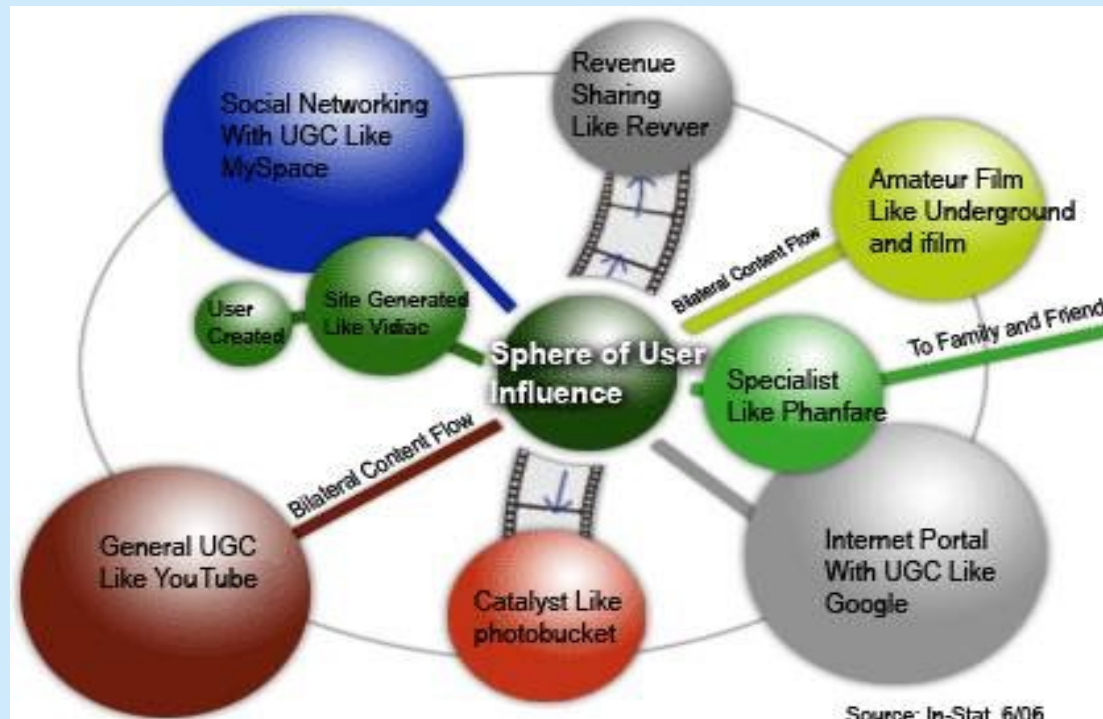 Social Networking
With UGC Like
MySpace
Revenue
Sharing
Like Revver
Amateur Film
Like Underground
and ifilm
Bilateral Content Flow
User
Created
Site Generated
Like Vidiac
Sphere of User
Influence
To Family and Friend
Specialist
Like Phanfare
Bilateral Content Flow
General UGC
Like YouTube
Catalyst Like
photobucket
Internet Portal
With UGC Like
Google
Source: In-Stat, 6/06